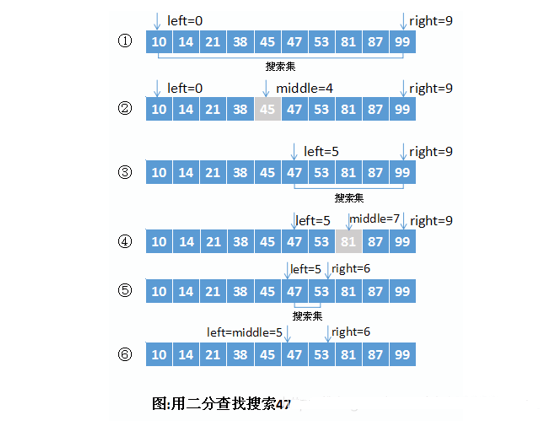 left=0 right=9
① 10 14 21 38 45 47 53 81 87 99
搜索集
left=0 middle=4 right=9
② 10 14 21 38 45 47 53 81 87 99
left=5 right=9
③ 10 14 21 38 45 47 53 81 87 99
搜索集
left=5 middle=7 right=9
④ 10 14 21 38 45 47 53 81 87 99
left=5 right=6
⑤ 10 14 21 38 45 47 53 81 87 99
搜索集
left=middle=5 right=6
⑥ 10 14 21 38 45 47 53 81 87 99
图:用二分查找搜索47